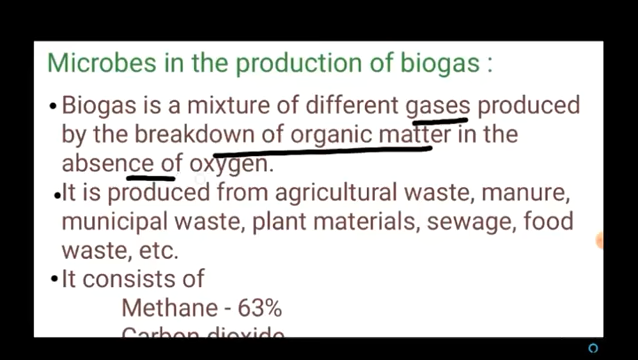 Microbes in the production of biogas :
•Biogas is a mixture of different gases produced
by the breakdown of organic matter in the
absence of oxygen.
•It is produced from agricultural waste, manure,
municipal waste, plant materials, sewage, food
waste, etc.
•It consists of
Methane - 63%
Carbon dioxide